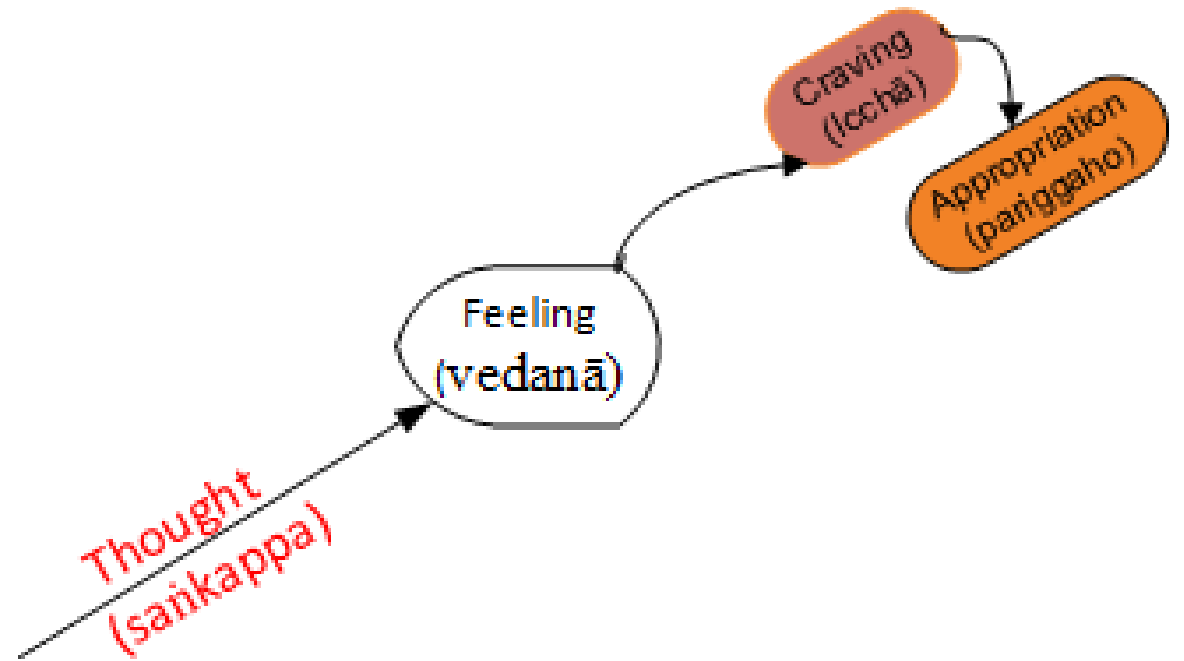 Craving
(Icchā)
Appropriation
(pariggaho)
Feeling
(vedanā)
Thought
(saṅkappa)